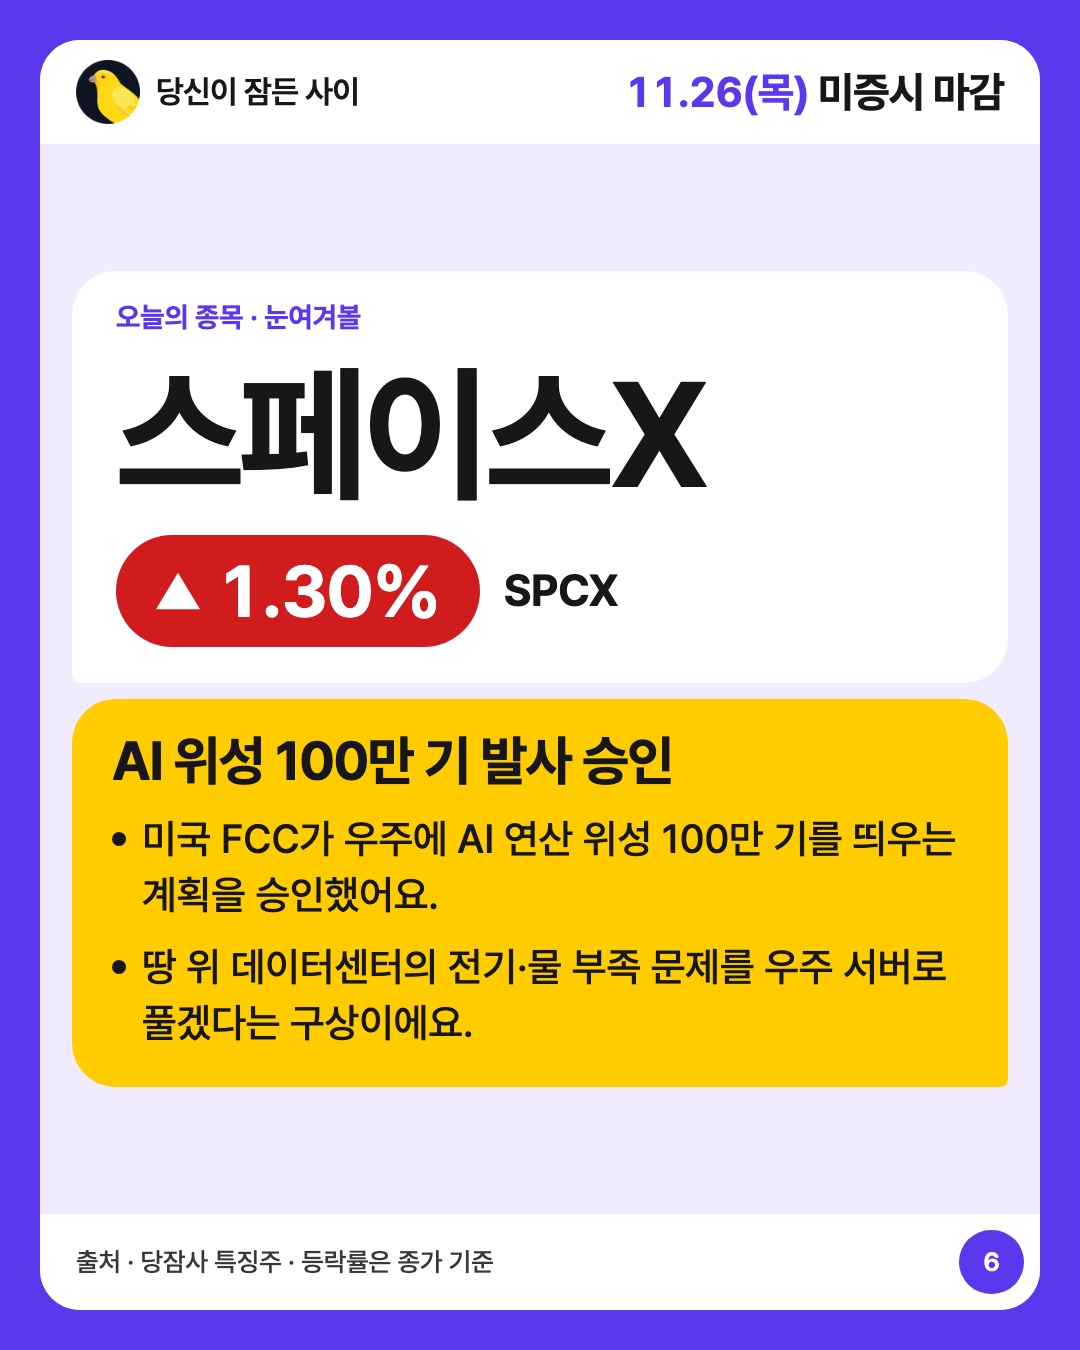 당신이 잠든 사이
11.26(목) 미증시 마감
오늘의 종목 · 눈여겨볼
스페이스X
▲ 1.30%
SPCX
AI 위성 100만 기 발사 승인
• 미국 FCC가 우주에 AI 연산 위성 100만 기를 띄우는
계획을 승인했어요.
• 땅 위 데이터센터의 전기·물 부족 문제를 우주 서버로
풀겠다는 구상이에요.
출처 · 당잠사 특징주 · 등락률은 종가 기준
6